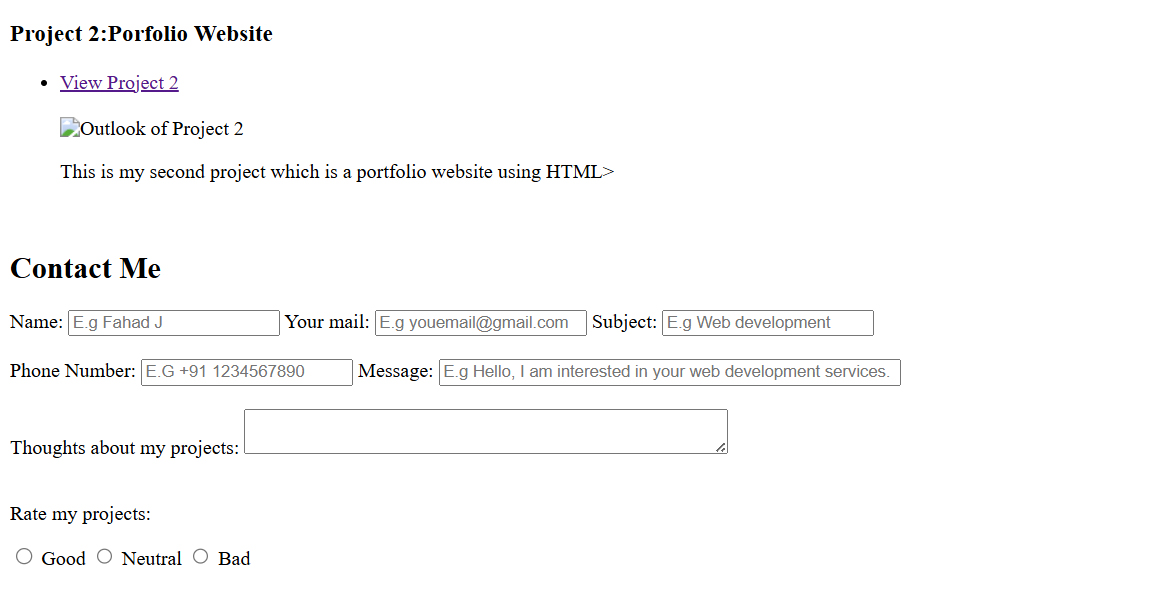 Project 2:Porfolio Website
View Project 2
Outlook of Project 2
This is my second project which is a portfolio website using HTML>
Contact Me
Name: E.g Fahad J Your mail: E.g youemail@gmail.com Subject: E.g Web development
Phone Number: E.G +91 1234567890 Message: E.g Hello, I am interested in your web development services.
Thoughts about my projects:
Rate my projects:
Good Neutral Bad